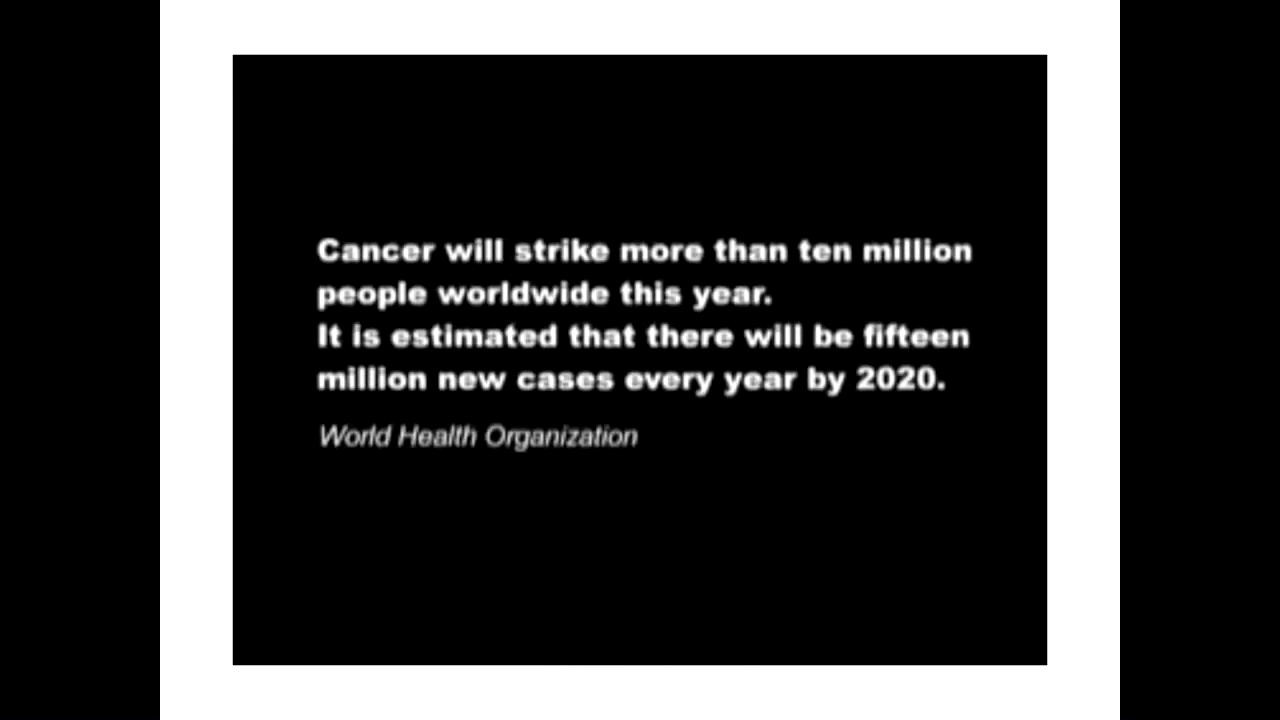 Cancer will strike more than ten million
people worldwide this year.
It is estimated that there will be fifteen
million new cases every year by 2020.
World Health Organization